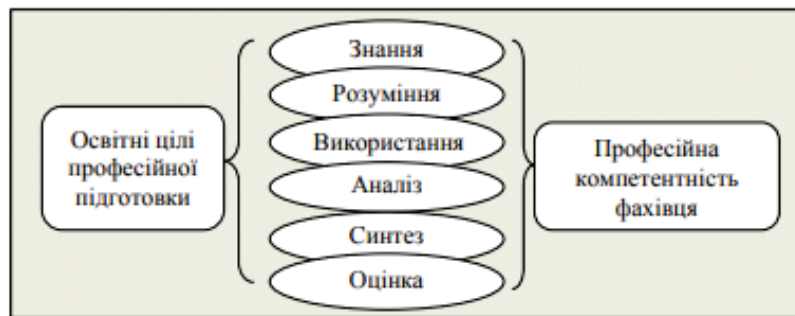 Освітні цілі
професійної
підготовки
Знання
Розуміння
Використання
Аналіз
Синтез
Оцінка
Професійна
компетентність
фахівця